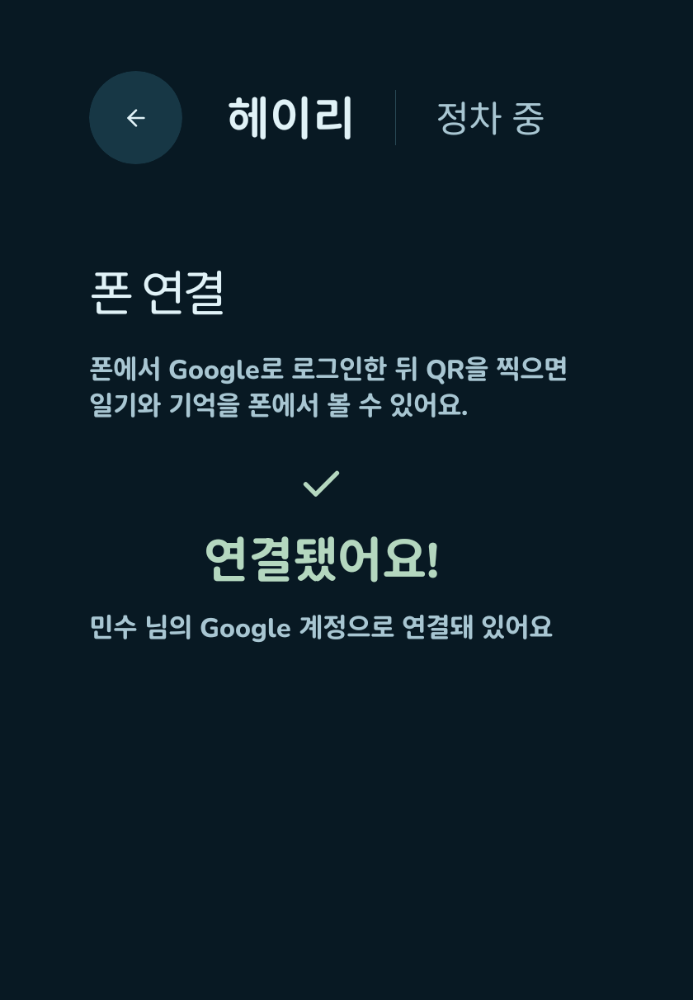 헤이리
정차 중
폰 연결
폰에서 Google로 로그인한 뒤 QR을 찍으면
일기와 기억을 폰에서 볼 수 있어요.
연결됐어요!
민수 님의 Google 계정으로 연결돼 있어요